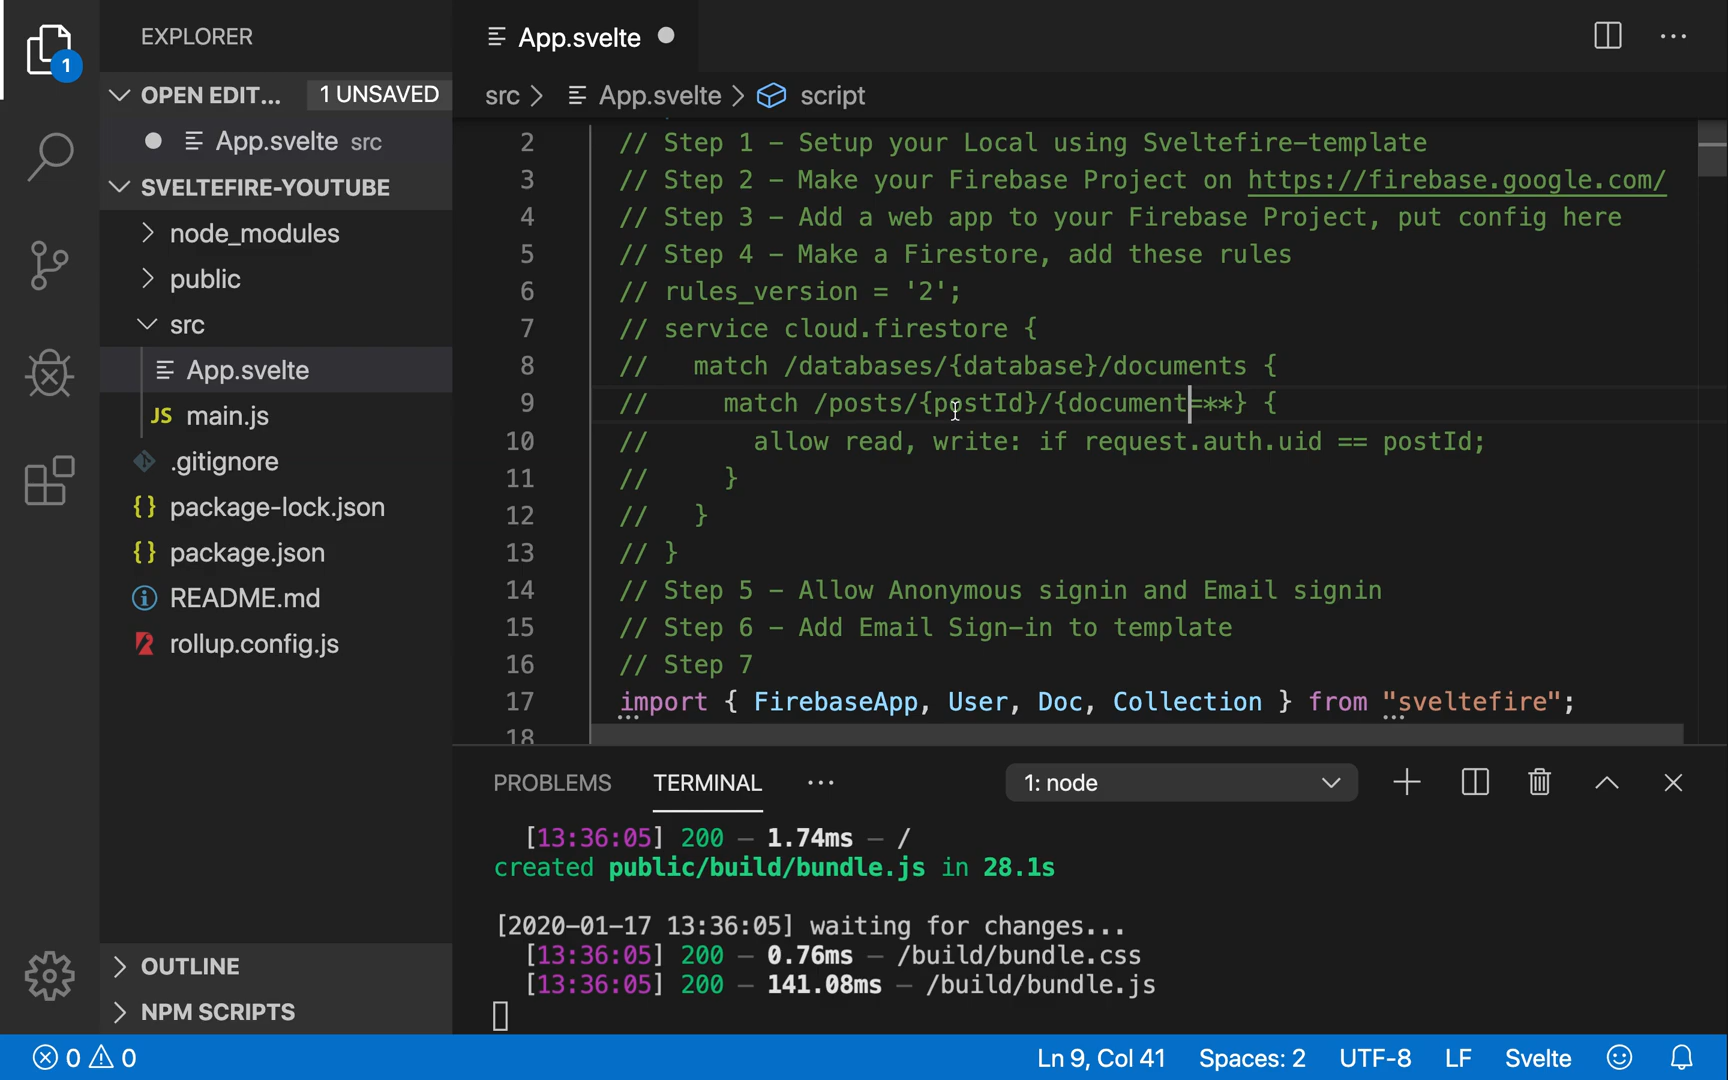 EXPLORER
1
OPEN EDIT... 1 UNSAVED
App.svelte src
SVELTEFIRE-YOUTUBE
node_modules
public
src
App.svelte
JS main.js
.gitignore
{} package-lock.json
{} package.json
README.md
rollup.config.js
OUTLINE
NPM SCRIPTS
App.svelte
src > App.svelte > script
2 // Step 1 – Setup your Local using Sveltefire-template
3 // Step 2 – Make your Firebase Project on https://firebase.google.com/
4 // Step 3 – Add a web app to your Firebase Project, put config here
5 // Step 4 – Make a Firestore, add these rules
6 // rules_version = '2';
7 // service cloud.firestore {
8 //   match /databases/{database}/documents {
9 //     match /posts/{postId}/{document=**} {
10 //       allow read, write: if request.auth.uid == postId;
11 //     }
12 //   }
13 // }
14 // Step 5 – Allow Anonymous signin and Email signin
15 // Step 6 – Add Email Sign-in to template
16 // Step 7
17 import { FirebaseApp, User, Doc, Collection } from "sveltefire";
18
PROBLEMS TERMINAL ... 1: node
[13:36:05] 200 – 1.74ms – /
created public/build/bundle.js in 28.1s
[2020-01-17 13:36:05] waiting for changes...
[13:36:05] 200 – 0.76ms – /build/bundle.css
[13:36:05] 200 – 141.08ms – /build/bundle.js
0 0 Ln 9, Col 41 Spaces: 2 UTF-8 LF Svelte